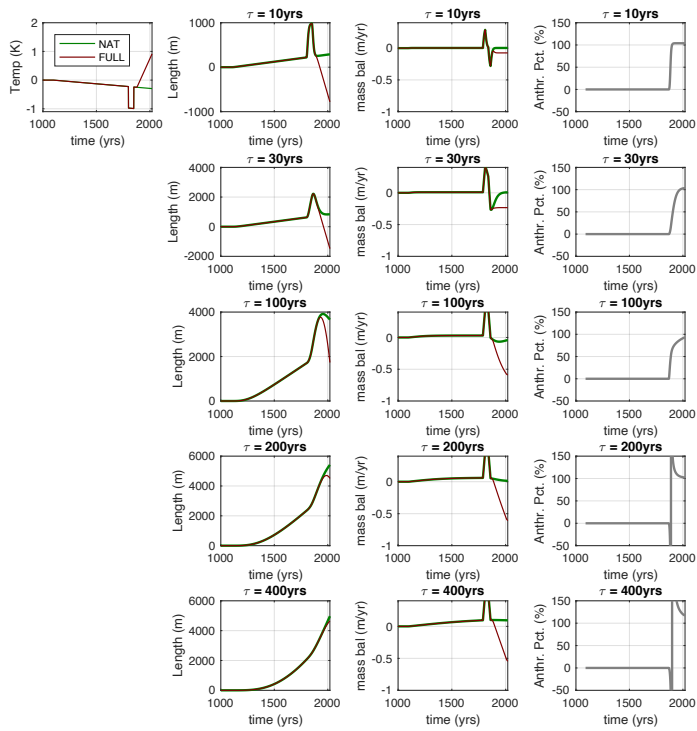 2
1
0
-1
Temp (K)
NAT
FULL
1000 1500 2000
time (yrs)
τ = 10yrs
1000
0
-1000
Length (m)
1000 1500 2000
time (yrs)
τ = 10yrs
0
-0.5
-1
mass bal (m/yr)
1000 1500 2000
time (yrs)
τ = 10yrs
150
100
50
0
-50
Anthr. Pct. (%)
1000 1500 2000
time (yrs)
τ = 30yrs
4000
2000
0
-2000
Length (m)
1000 1500 2000
time (yrs)
τ = 30yrs
0
-0.5
-1
mass bal (m/yr)
1000 1500 2000
time (yrs)
τ = 30yrs
150
100
50
0
-50
Anthr. Pct. (%)
1000 1500 2000
time (yrs)
τ = 100yrs
4000
2000
0
Length (m)
1000 1500 2000
time (yrs)
τ = 100yrs
0
-0.5
-1
mass bal (m/yr)
1000 1500 2000
time (yrs)
τ = 100yrs
150
100
50
0
-50
Anthr. Pct. (%)
1000 1500 2000
time (yrs)
τ = 200yrs
6000
4000
2000
0
Length (m)
1000 1500 2000
time (yrs)
τ = 200yrs
0
-0.5
-1
mass bal (m/yr)
1000 1500 2000
time (yrs)
τ = 200yrs
150
100
50
0
-50
Anthr. Pct. (%)
1000 1500 2000
time (yrs)
τ = 400yrs
6000
4000
2000
0
Length (m)
1000 1500 2000
time (yrs)
τ = 400yrs
0
-0.5
-1
mass bal (m/yr)
1000 1500 2000
time (yrs)
τ = 400yrs
150
100
50
0
-50
Anthr. Pct. (%)
1000 1500 2000
time (yrs)